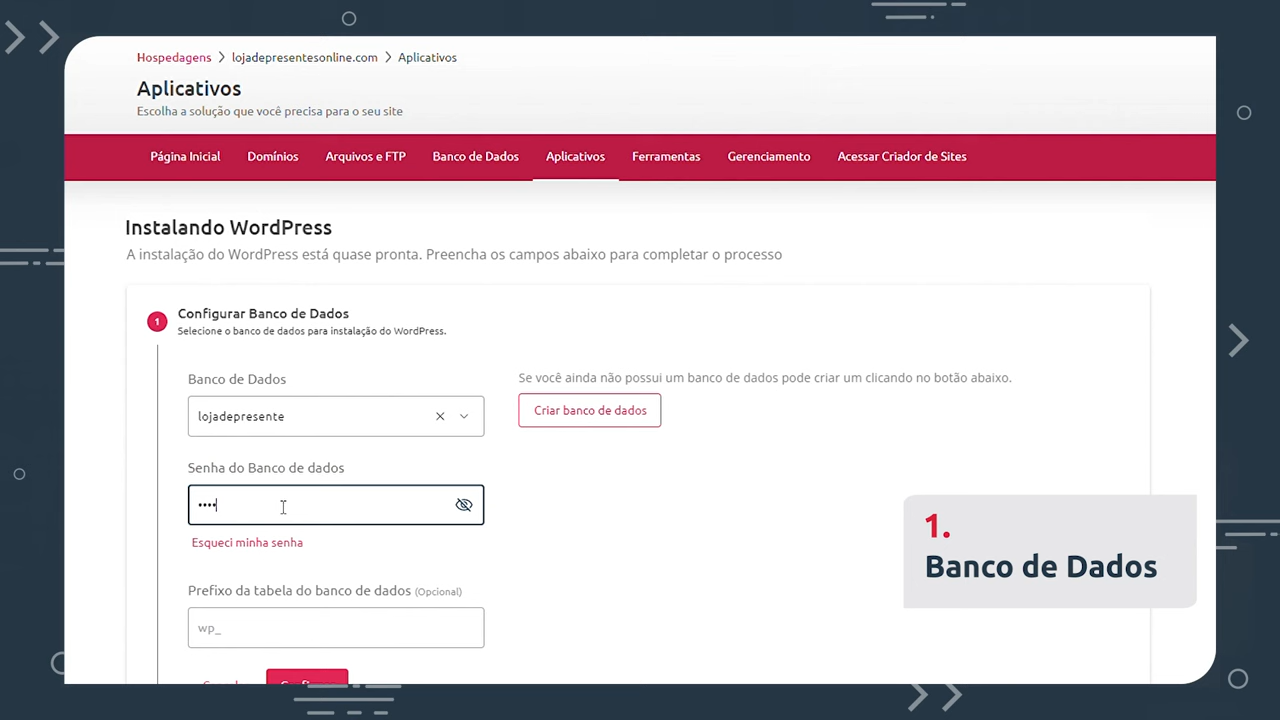 Hospedagens > lojadepresentesonline.com > Aplicativos
Aplicativos
Escolha a solução que você precisa para o seu site
Página Inicial Domínios Arquivos e FTP Banco de Dados Aplicativos Ferramentas Gerenciamento Acessar Criador de Sites
Instalando WordPress
A instalação do WordPress está quase pronta. Preencha os campos abaixo para completar o processo
1 Configurar Banco de Dados
Selecione o banco de dados para instalação do WordPress.
Banco de Dados
lojadepresente
Se você ainda não possui um banco de dados pode criar um clicando no botão abaixo.
Criar banco de dados
Senha do Banco de dados
••••
Esqueci minha senha
Prefixo da tabela do banco de dados (Opcional)
wp_
1.
Banco de Dados